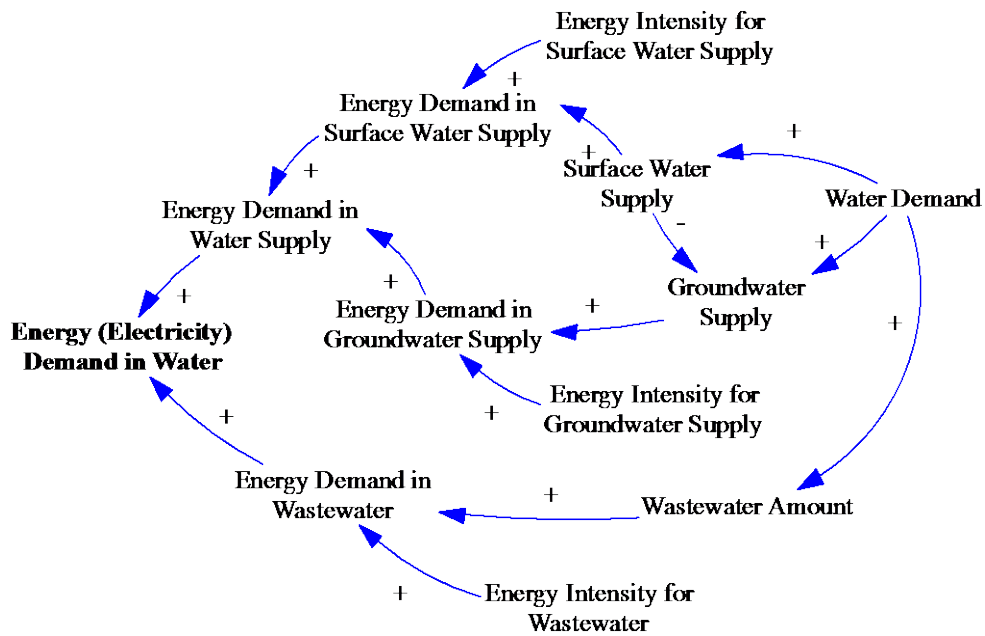 Energy Intensity for
Surface Water Supply
+
Energy Demand in
Surface Water Supply
+
+
Surface Water
Supply
+
Water Demand
+
Energy Demand in
Water Supply
-
+
+
Groundwater
Supply
+
Energy (Electricity)
Demand in Water
+
Energy Demand in
Groundwater Supply
+
+
Energy Intensity for
Groundwater Supply
+
+
Energy Demand in
Wastewater
+
Wastewater Amount
+
Energy Intensity for
Wastewater